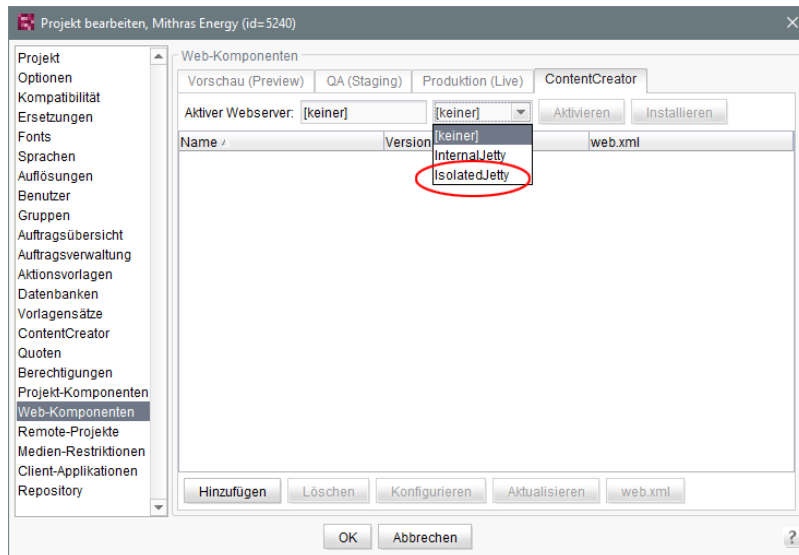 Projekt bearbeiten, Mithras Energy (id=5240)
Projekt
Optionen
Kompatibilität
Ersetzungen
Fonts
Sprachen
Auflösungen
Benutzer
Gruppen
Auftragsübersicht
Auftragsverwaltung
Aktionsvorlagen
Datenbanken
Vorlagensätze
ContentCreator
Quoten
Berechtigungen
Projekt-Komponenten
Web-Komponenten
Remote-Projekte
Medien-Restriktionen
Client-Applikationen
Repository
Web-Komponenten
Vorschau (Preview) QA (Staging) Produktion (Live) ContentCreator
Aktiver Webserver: [keiner] [keiner] Aktivieren Installieren
Name Version web.xml
[keiner]
InternalJetty
IsolatedJetty
Hinzufügen Löschen Konfigurieren Aktualisieren web.xml
OK Abbrechen ?